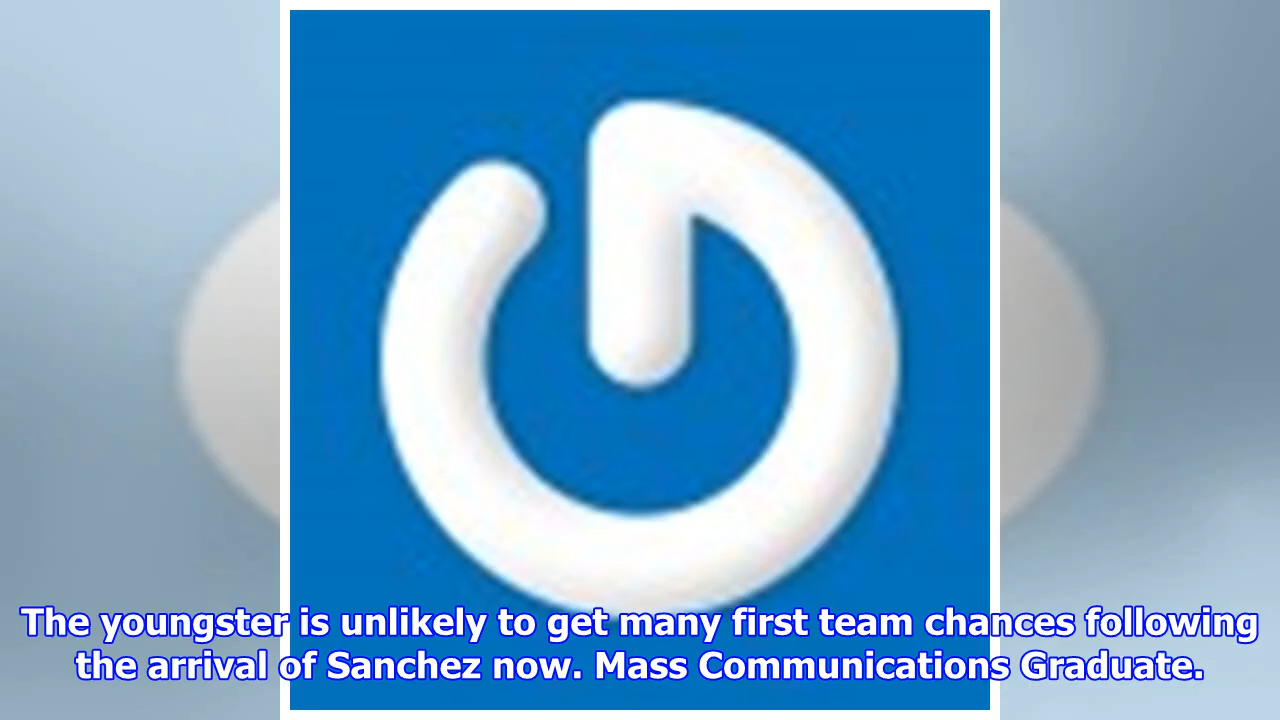 The youngster is unlikely to get many first team chances following
the arrival of Sanchez now. Mass Communications Graduate.